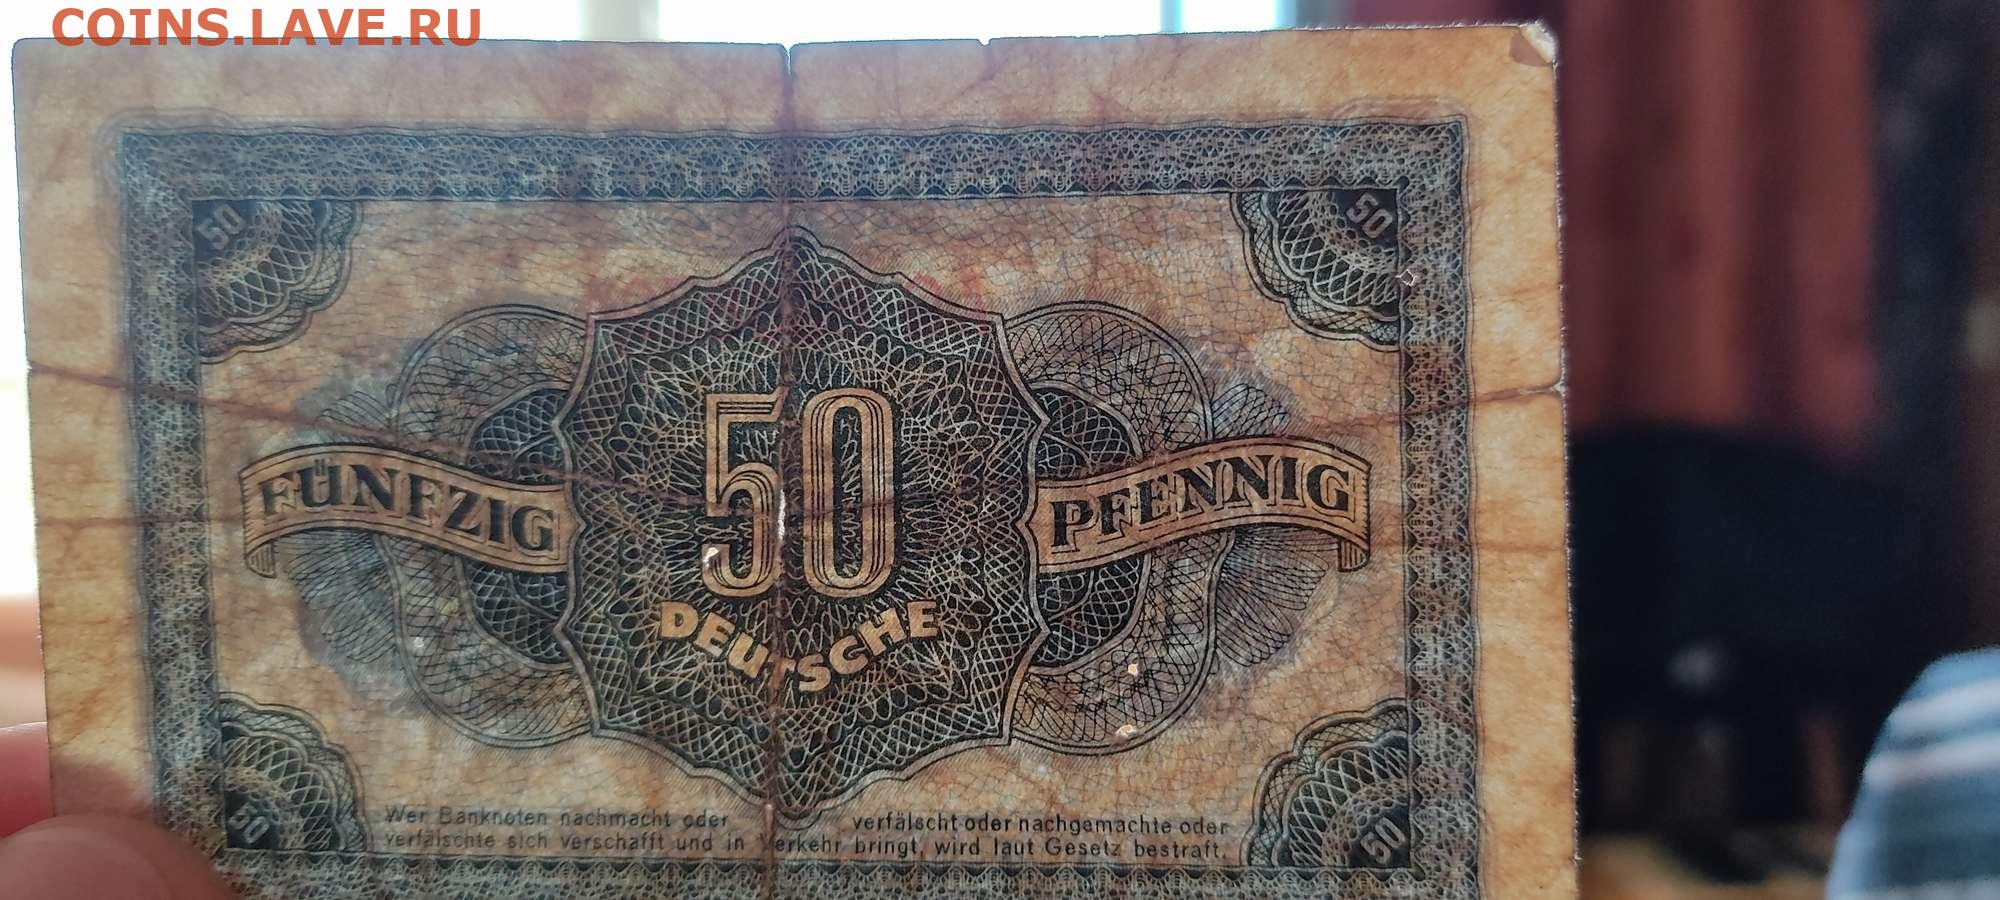 COINS.LAVE.RU
50 50
50
FÜNFZIG PFENNIG
DEUTSCHE
50 50
Wer Banknoten nachmacht oder verfälscht oder nachgemachte oder
verfälschte sich verschafft und in Verkehr bringt, wird laut Gesetz bestraft.